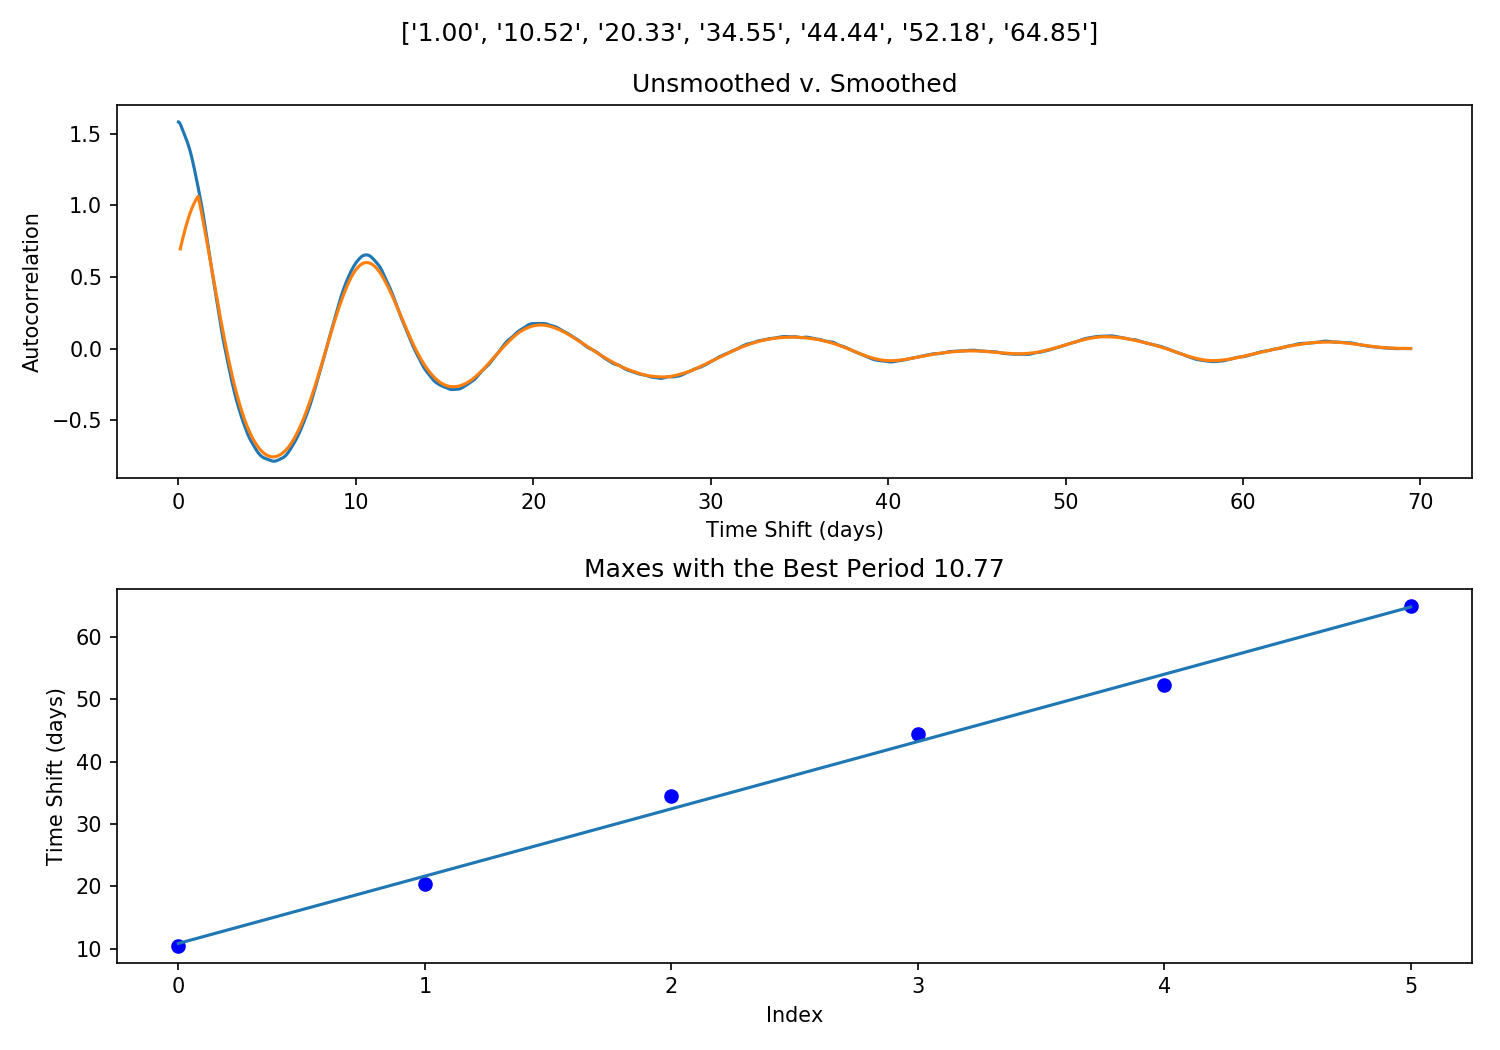 ['1.00', '10.52', '20.33', '34.55', '44.44', '52.18', '64.85']
Unsmoothed v. Smoothed
1.5
1.0
0.5
0.0
−0.5
Autocorrelation
0 10 20 30 40 50 60 70
Time Shift (days)
Maxes with the Best Period 10.77
60
50
40
30
20
10
Time Shift (days)
0 1 2 3 4 5
Index